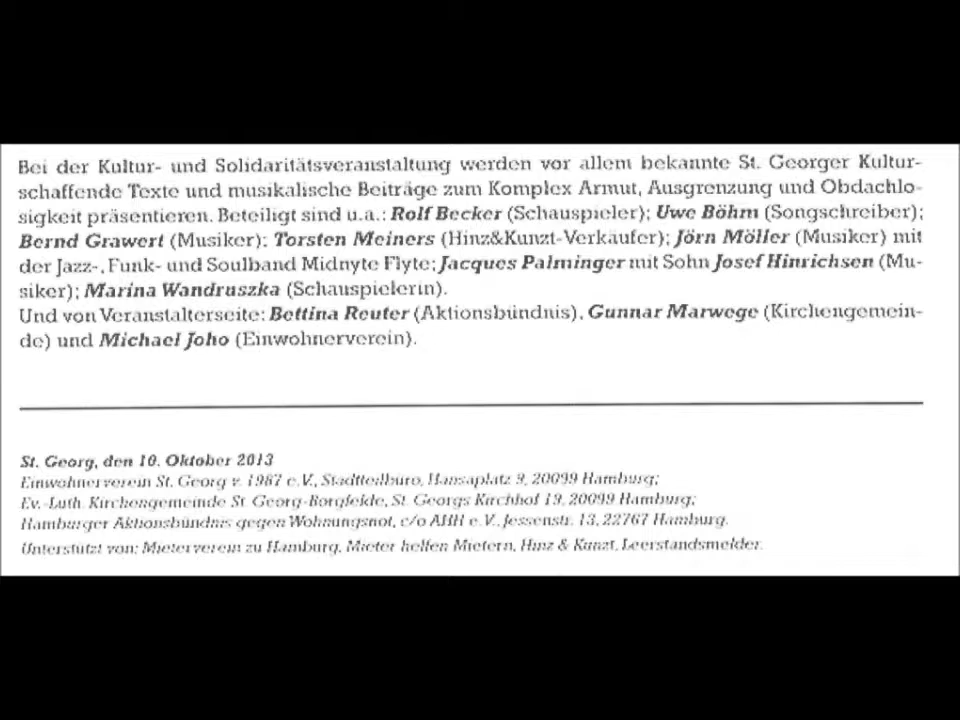 Bei der Kultur- und Solidaritätsveranstaltung werden vor allem bekannte St. Georger Kultur-
schaffende Texte und musikalische Beiträge zum Komplex Armut, Ausgrenzung und Obdachlo-
sigkeit präsentieren. Beteiligt sind u.a.: Rolf Becker (Schauspieler); Uwe Böhm (Songschreiber);
Bernd Grawert (Musiker); Torsten Meiners (Hinz&Kunzt-Verkäufer); Jörn Möller (Musiker) mit
der Jazz-, Funk- und Soulband Midnyte Flyte; Jacques Palminger mit Sohn Josef Hinrichsen (Mu-
siker); Marina Wandruszka (Schauspielerin).
Und von Veranstalterseite: Bettina Reuter (Aktionsbündnis), Gunnar Marwege (Kirchengemein-
de) und Michael Joho (Einwohnerverein).
St. Georg, den 10. Oktober 2013
Einwohnerverein St. Georg v. 1987 e.V., Stadtteilbüro, Hansaplatz 9, 20099 Hamburg;
Ev.-Luth. Kirchengemeinde St. Georg-Borgfelde, St. Georgs Kirchhof 19, 20099 Hamburg;
Hamburger Aktionsbündnis gegen Wohnungsnot, c/o AHH e.V., Jessenstr. 13, 22767 Hamburg.
Unterstützt von: Mieterverein zu Hamburg, Mieter helfen Mietern, Hinz & Kunzt, Leerstandsmelder.